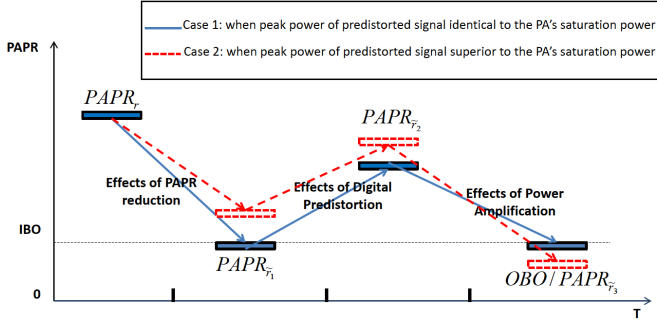 Case 1: when peak power of predistorted signal identical to the PA's saturation power
Case 2: when peak power of predistorted signal superior to the PA's saturation power
PAPR
PAPR_r
PAPR_r̃₂
Effects of PAPR
reduction
Effects of Digital
Predistortion
Effects of Power
Amplification
IBO
PAPR_r̃₁
OBO / PAPR_r̃₃
0
T